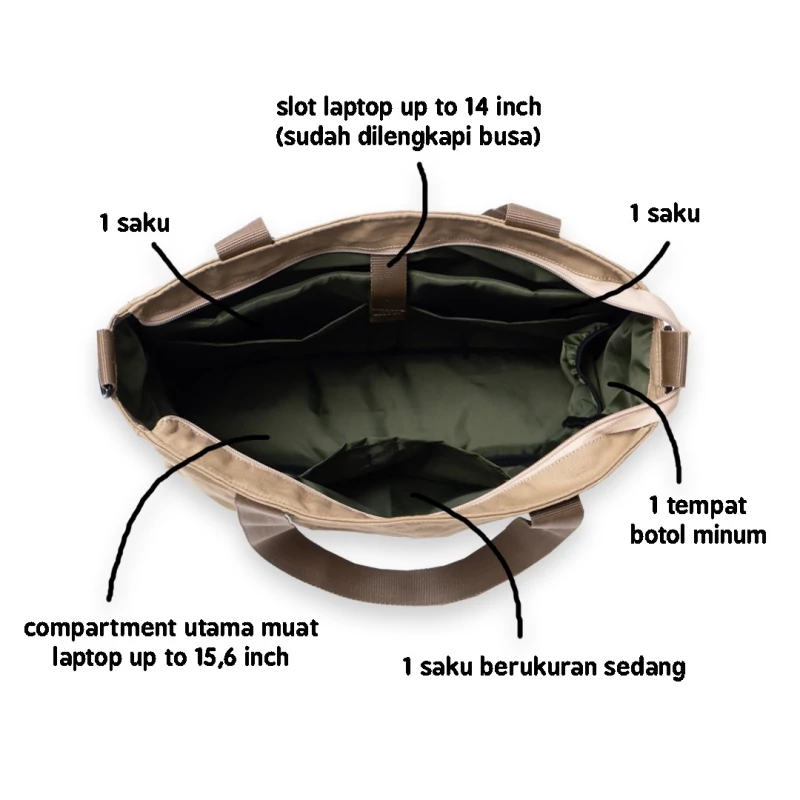 slot laptop up to 14 inch
(sudah dilengkapi busa)
1 saku
1 saku
1 tempat
botol minum
compartment utama muat
laptop up to 15,6 inch
1 saku berukuran sedang